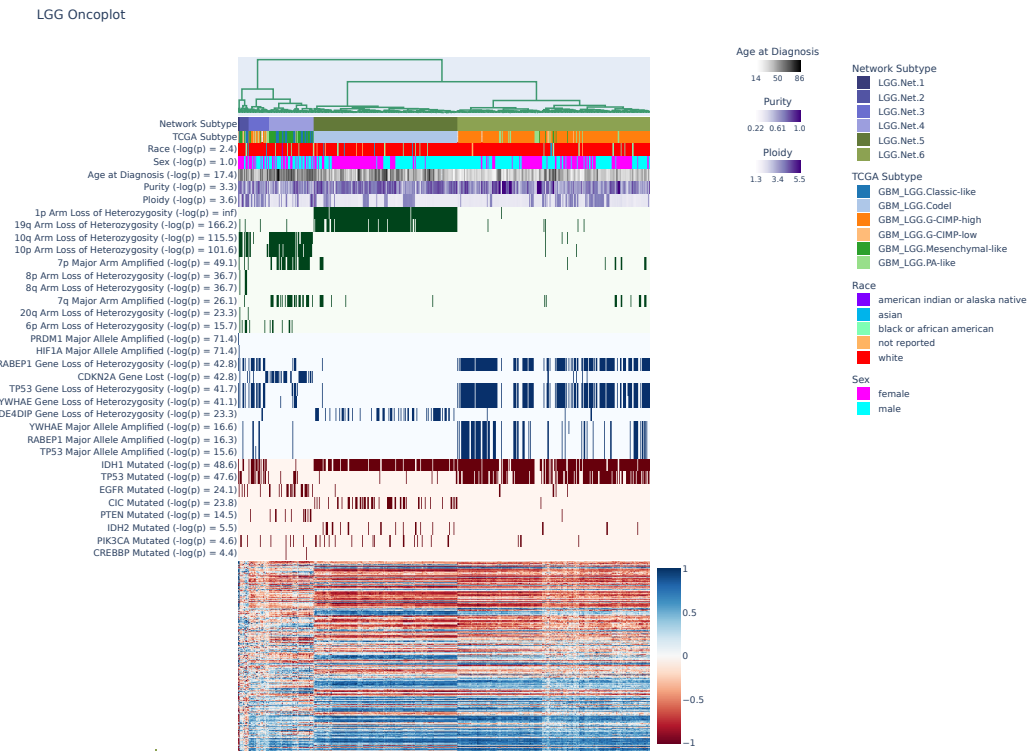 LGG Oncoplot
Network Subtype
TCGA Subtype
Race (-log(p) = 2.4)
Sex (-log(p) = 1.0)
Age at Diagnosis (-log(p) = 17.4)
Purity (-log(p) = 3.3)
Ploidy (-log(p) = 3.6)
1p Arm Loss of Heterozygosity (-log(p) = inf)
19q Arm Loss of Heterozygosity (-log(p) = 166.2)
10q Arm Loss of Heterozygosity (-log(p) = 115.5)
10p Arm Loss of Heterozygosity (-log(p) = 101.6)
7p Major Arm Amplified (-log(p) = 49.1)
8p Arm Loss of Heterozygosity (-log(p) = 36.7)
8q Arm Loss of Heterozygosity (-log(p) = 36.7)
7q Major Arm Amplified (-log(p) = 26.1)
20q Arm Loss of Heterozygosity (-log(p) = 23.3)
6p Arm Loss of Heterozygosity (-log(p) = 15.7)
PRDM1 Major Allele Amplified (-log(p) = 71.4)
HIF1A Major Allele Amplified (-log(p) = 71.4)
RABEP1 Gene Loss of Heterozygosity (-log(p) = 42.8)
CDKN2A Gene Lost (-log(p) = 42.8)
TP53 Gene Loss of Heterozygosity (-log(p) = 41.7)
YWHAE Gene Loss of Heterozygosity (-log(p) = 41.1)
DE4DIP Gene Loss of Heterozygosity (-log(p) = 23.3)
YWHAE Major Allele Amplified (-log(p) = 16.6)
RABEP1 Major Allele Amplified (-log(p) = 16.3)
TP53 Major Allele Amplified (-log(p) = 15.6)
IDH1 Mutated (-log(p) = 48.6)
TP53 Mutated (-log(p) = 47.6)
EGFR Mutated (-log(p) = 24.1)
CIC Mutated (-log(p) = 23.8)
PTEN Mutated (-log(p) = 14.5)
IDH2 Mutated (-log(p) = 5.5)
PIK3CA Mutated (-log(p) = 4.6)
CREBBP Mutated (-log(p) = 4.4)
1
0.5
0
−0.5
−1
Age at Diagnosis
14 50 86
Purity
0.22 0.61 1.0
Ploidy
1.3 3.4 5.5
Network Subtype
LGG.Net.1
LGG.Net.2
LGG.Net.3
LGG.Net.4
LGG.Net.5
LGG.Net.6
TCGA Subtype
GBM_LGG.Classic-like
GBM_LGG.Codel
GBM_LGG.G-CIMP-high
GBM_LGG.G-CIMP-low
GBM_LGG.Mesenchymal-like
GBM_LGG.PA-like
Race
american indian or alaska native
asian
black or african american
not reported
white
Sex
female
male